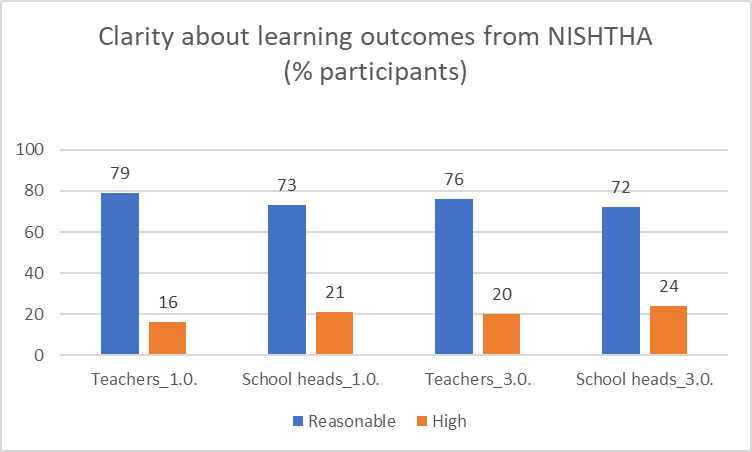 Clarity about learning outcomes from NISHTHA
(% participants)
100
80
60
40
20
0
79
16
73
21
76
20
72
24
Teachers_1.0.
School heads_1.0.
Teachers_3.0.
School heads_3.0.
Reasonable
High